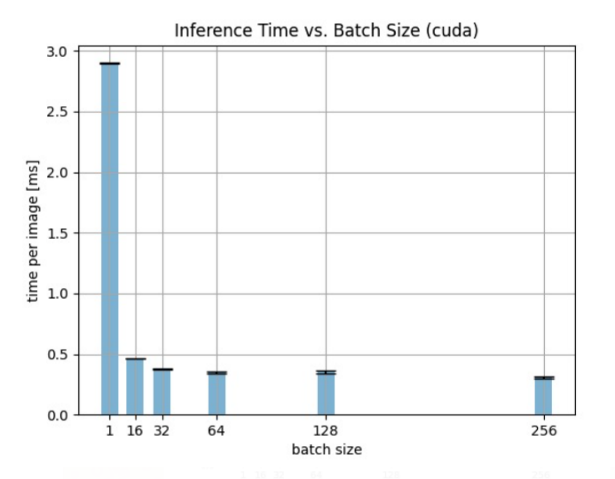 Inference Time vs. Batch Size (cuda)
3.0
2.5
2.0
1.5
1.0
0.5
0.0
time per image [ms]
1 16 32 64 128 256
batch size